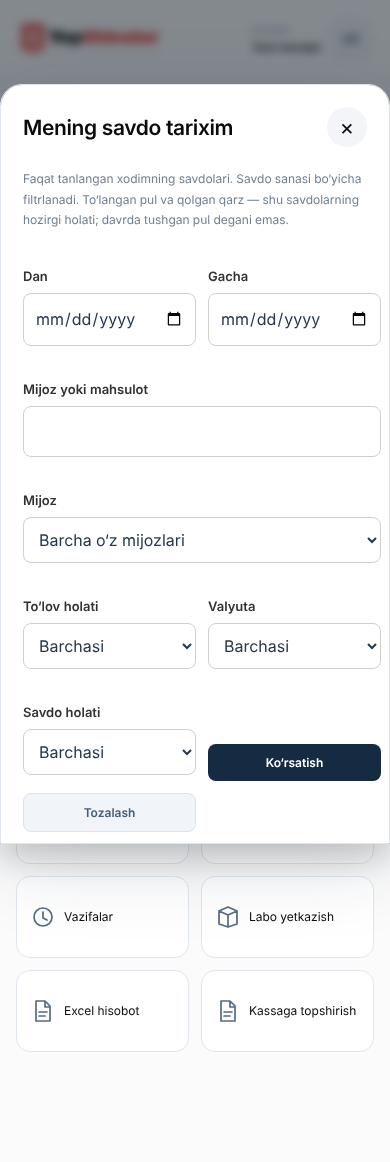 Mening savdo tarixim
×
Faqat tanlangan xodimning savdolari. Savdo sanasi bo‘yicha
filtrlanadi. To‘langan pul va qolgan qarz — shu savdolarning
hozirgi holati; davrda tushgan pul degani emas.
Dan Gacha
mm/dd/yyyy mm/dd/yyyy
Mijoz yoki mahsulot
Mijoz
Barcha o‘z mijozlari
To‘lov holati Valyuta
Barchasi Barchasi
Savdo holati
Barchasi Ko‘rsatish
Tozalash
Vazifalar Labo yetkazish
Excel hisobot Kassaga topshirish